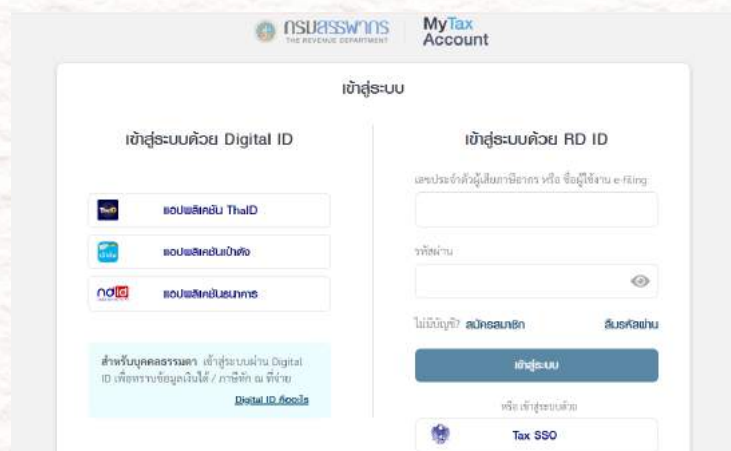 กรมสรรพากร
THE REVENUE DEPARTMENT
MyTax
Account
เข้าสู่ระบบ
เข้าสู่ระบบด้วย Digital ID
ThaID
แอปพลิเคชัน ThaID
เป๋าตัง
แอปพลิเคชันเป๋าตัง
ndid
แอปพลิเคชันธนาคาร
สำหรับบุคคลธรรมดา เข้าสู่ระบบผ่าน Digital
ID เพื่อทราบข้อมูลเงินได้ / ภาษีหัก ณ ที่จ่าย
Digital ID คืออะไร
เข้าสู่ระบบด้วย RD ID
เลขประจำตัวผู้เสียภาษีอากร หรือ ชื่อผู้ใช้งาน e-filing
รหัสผ่าน
ไม่มีบัญชี? สมัครสมาชิก ลืมรหัสผ่าน
เข้าสู่ระบบ
หรือ เข้าสู่ระบบด้วย
Tax SSO